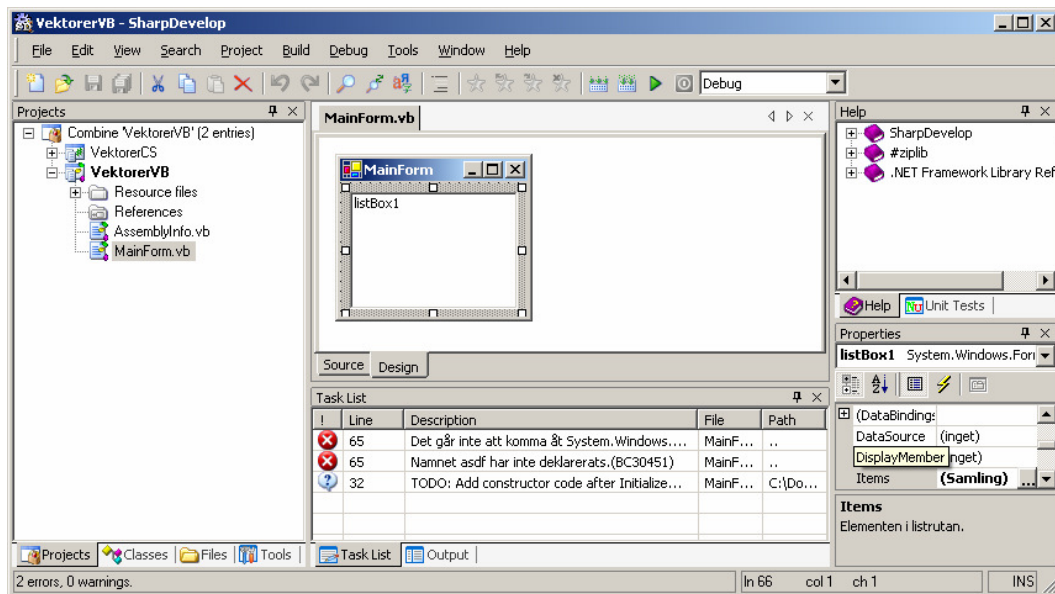 VektorerVB - SharpDevelop
File Edit View Search Project Build Debug Tools Window Help
Debug
Projects
Combine 'VektorerVB' (2 entries)
VektorerCS
VektorerVB
Resource files
References
AssemblyInfo.vb
MainForm.vb
Projects Classes Files Tools
MainForm.vb
MainForm
listBox1
Source Design
Task List
! Line Description File Path
65 Det går inte att komma åt System.Windows.... MainF... ..
65 Namnet asdf har inte deklarerats.(BC30451) MainF... ..
32 TODO: Add constructor code after Initialize... MainF... C:\Do...
Task List Output
Help
SharpDevelop
#ziplib
.NET Framework Library Ref
Help Unit Tests
Properties
listBox1 System.Windows.Forr
(DataBindings
DataSource (inget)
DisplayMember nget)
Items (Samling) ...
Items
Elementen i listrutan.
2 errors, 0 warnings. ln 66 col 1 ch 1 INS